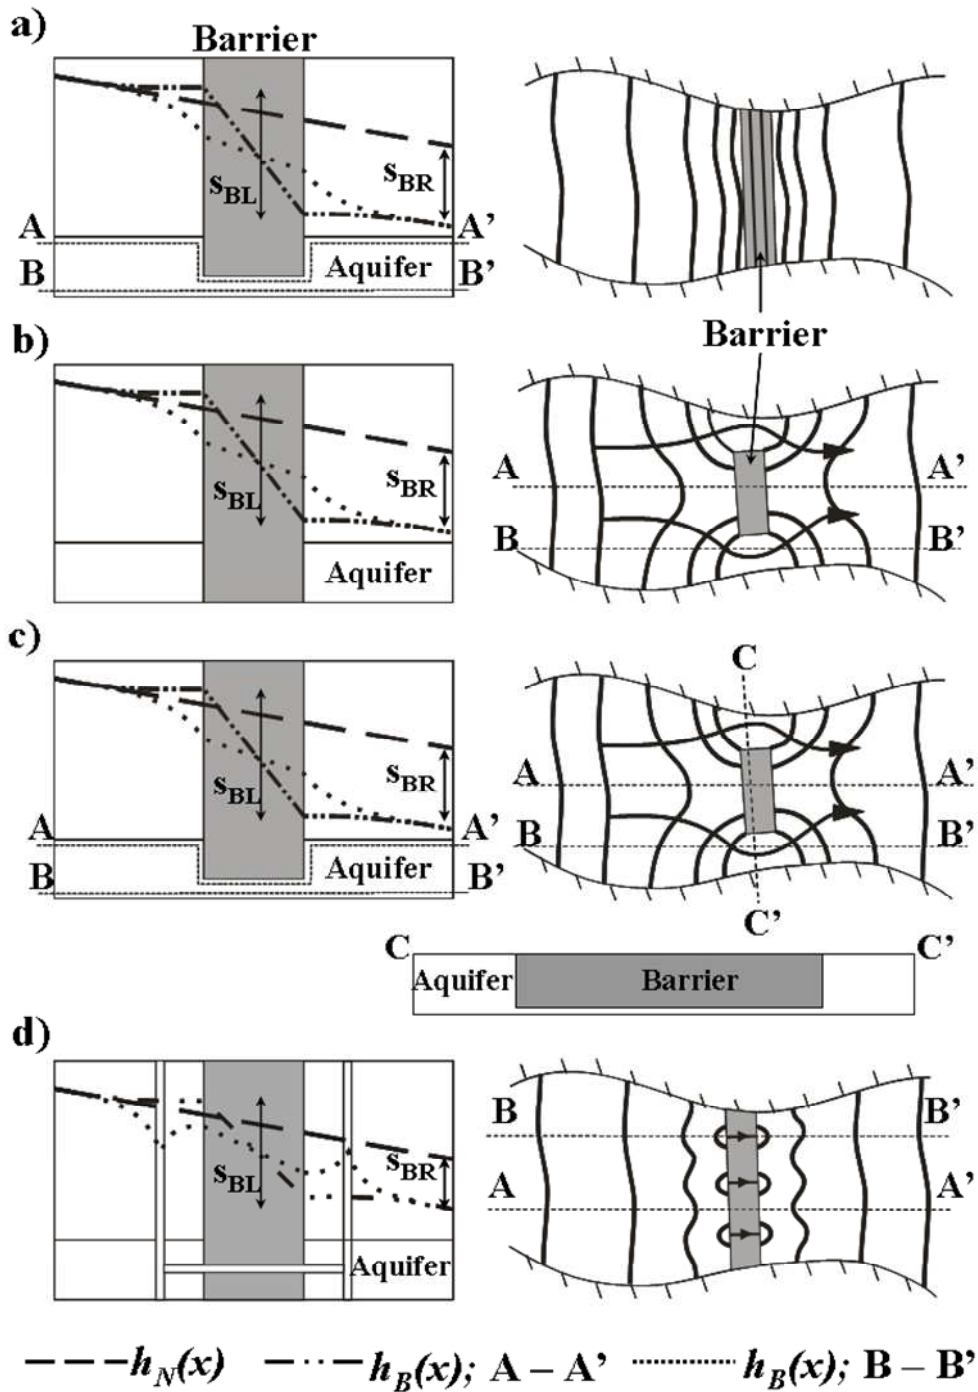 a)
Barrier
s_BL
s_BR
A A'
B Aquifer B'
Barrier
b)
s_BL
s_BR
Aquifer
A A'
B B'
c)
s_BL
s_BR
A A'
B Aquifer B'
C
A A'
B B'
C'
C C'
Aquifer Barrier
d)
s_BL
s_BR
Aquifer
B B'
A A'
h_N(x) h_B(x); A – A' h_B(x); B – B'